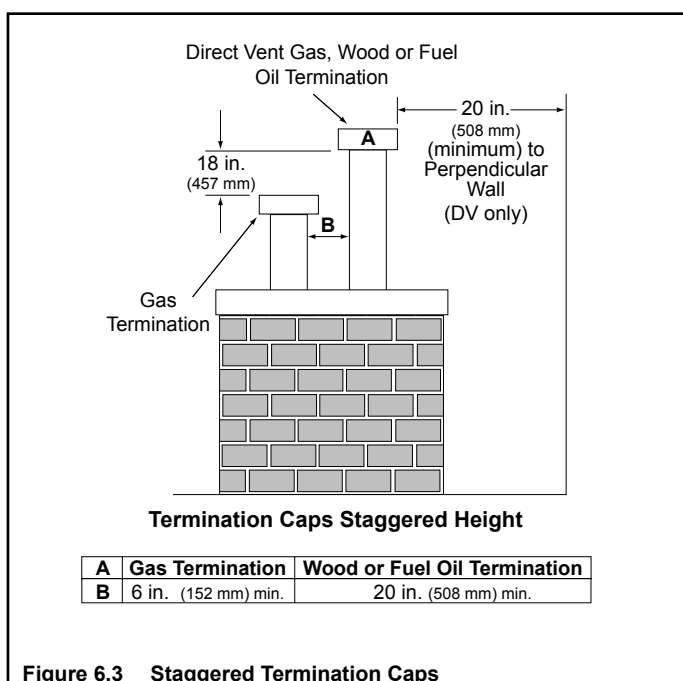 Direct Vent Gas, Wood or Fuel
Oil Termination
A
20 in.
(508 mm)
(minimum) to
Perpendicular
Wall
(DV only)
18 in.
(457 mm)
B
Gas
Termination
Termination Caps Staggered Height
A Gas Termination Wood or Fuel Oil Termination
B 6 in. (152 mm) min. 20 in. (508 mm) min.
Figure 6.3 Staggered Termination Caps